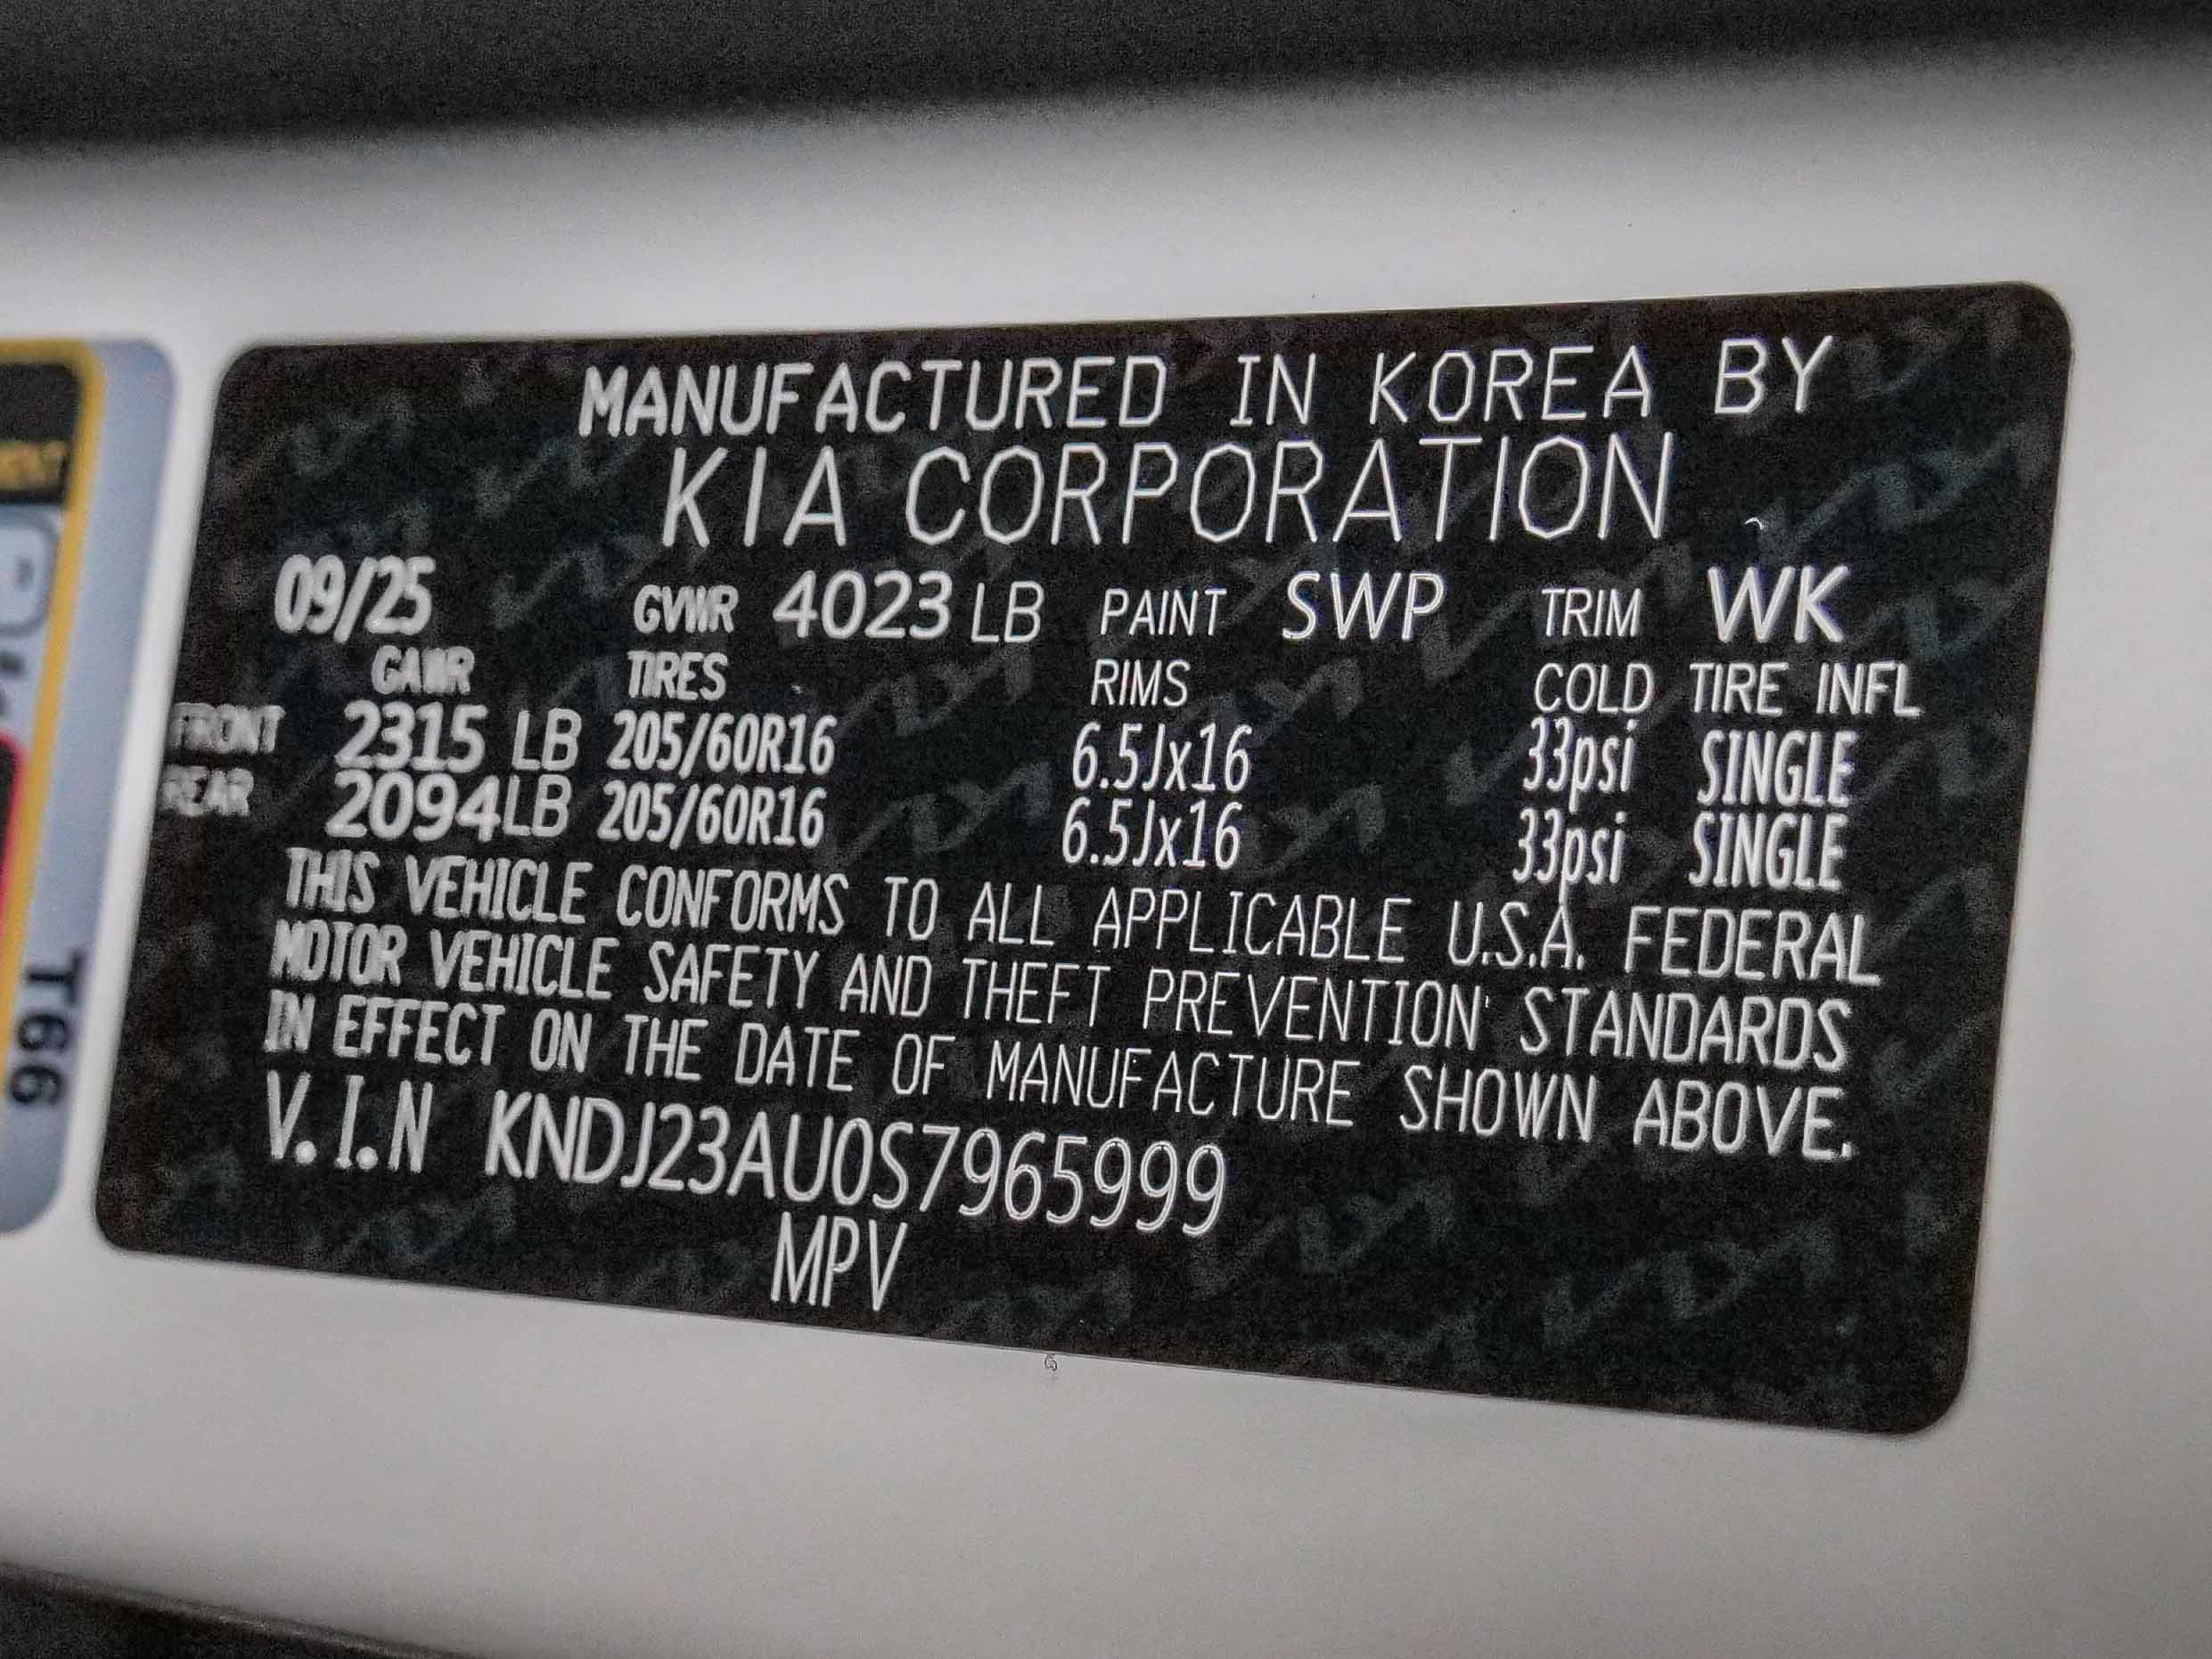 MANUFACTURED IN KOREA BY
KIA CORPORATION
09/25 GVWR 4023 LB PAINT SWP TRIM WK
GAWR TIRES RIMS COLD TIRE INFL
FRONT 2315 LB 205/60R16 6.5Jx16 33psi SINGLE
REAR 2094LB 205/60R16 6.5Jx16 33psi SINGLE
THIS VEHICLE CONFORMS TO ALL APPLICABLE U.S.A. FEDERAL
MOTOR VEHICLE SAFETY AND THEFT PREVENTION STANDARDS
IN EFFECT ON THE DATE OF MANUFACTURE SHOWN ABOVE.
V.I.N KNDJ23AU0S7965999
MPV
T66